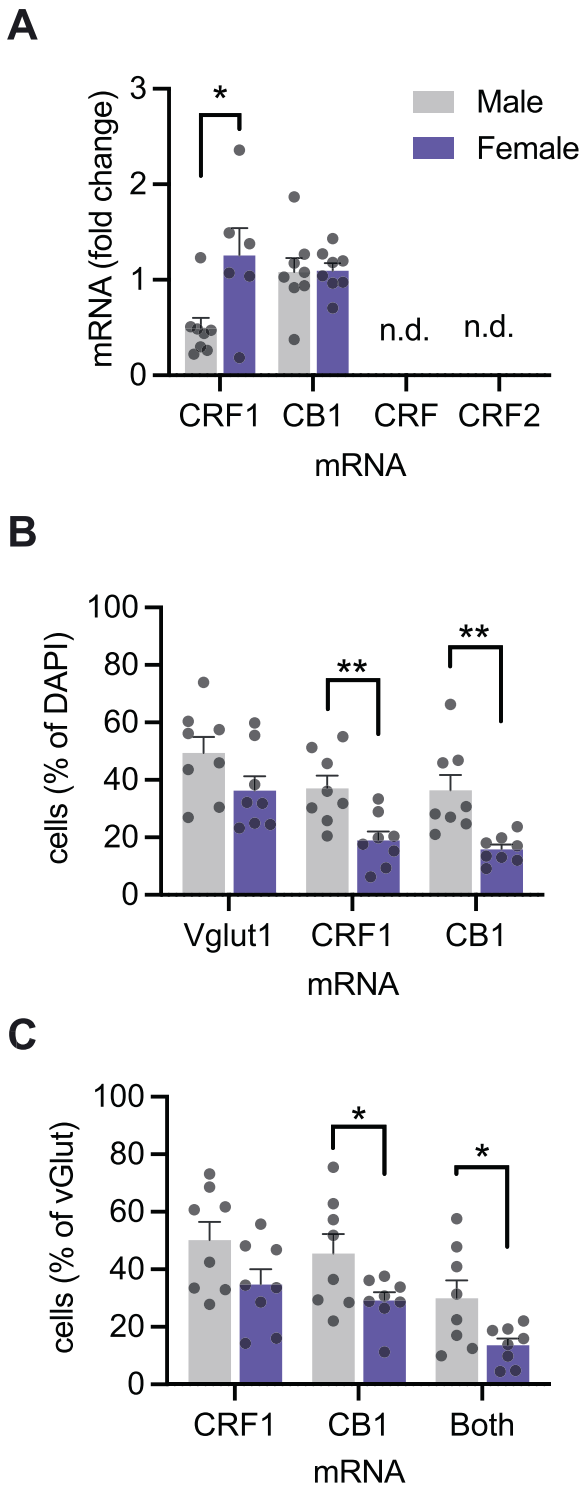 A
mRNA (fold change)
3
2
1
0
*
Male
Female
n.d.
n.d.
CRF1 CB1 CRF CRF2
mRNA
B
cells (% of DAPI)
100
80
60
40
20
0
**
**
Vglut1 CRF1 CB1
mRNA
C
cells (% of vGlut)
100
80
60
40
20
0
*
*
CRF1 CB1 Both
mRNA